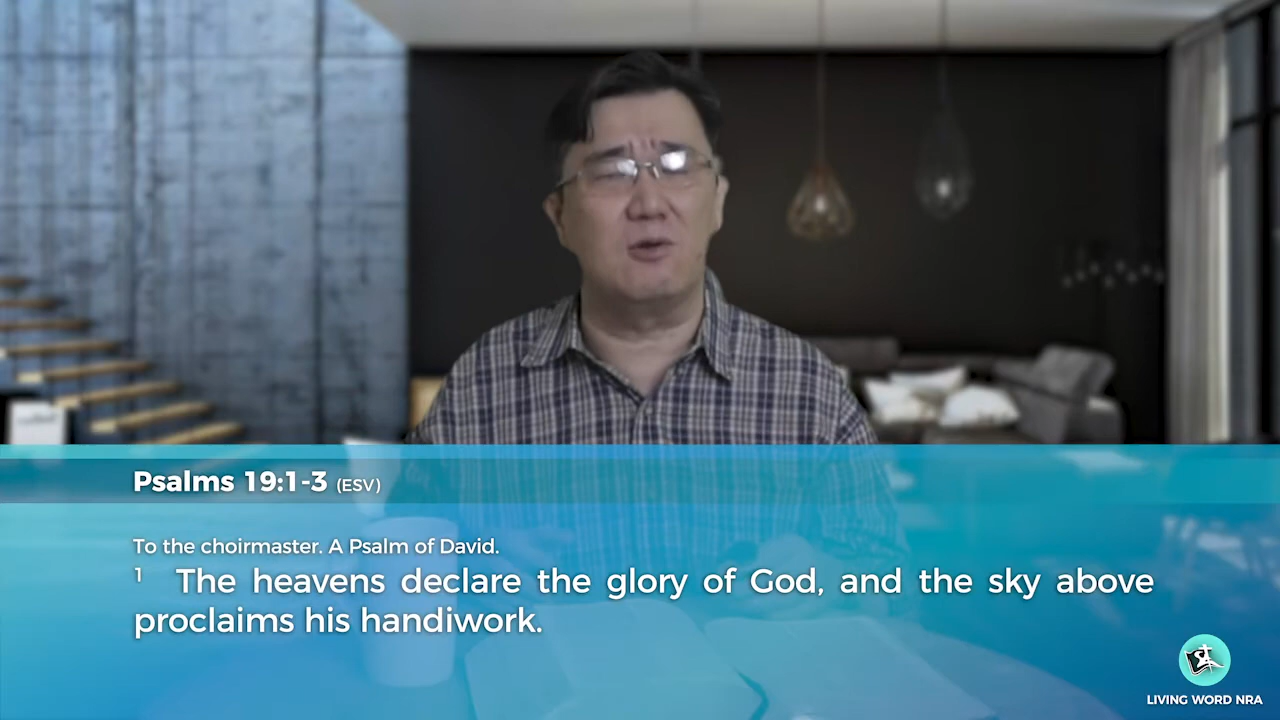 Psalms 19:1-3 (ESV)
To the choirmaster. A Psalm of David.
1 The heavens declare the glory of God, and the sky above
proclaims his handiwork.
LIVING WORD NRA